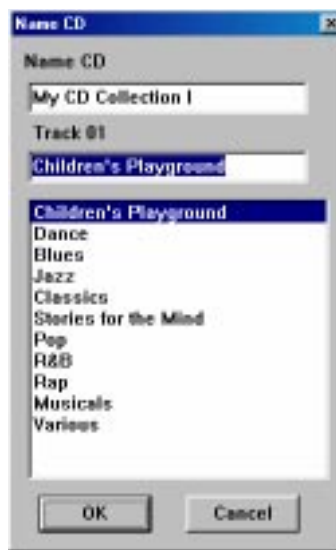 Name CD
Name CD
My CD Collection I
Track 01
Children's Playground
Children's Playground
Dance
Blues
Jazz
Classics
Stories for the Mind
Pop
R&B
Rap
Musicals
Various
OK
Cancel